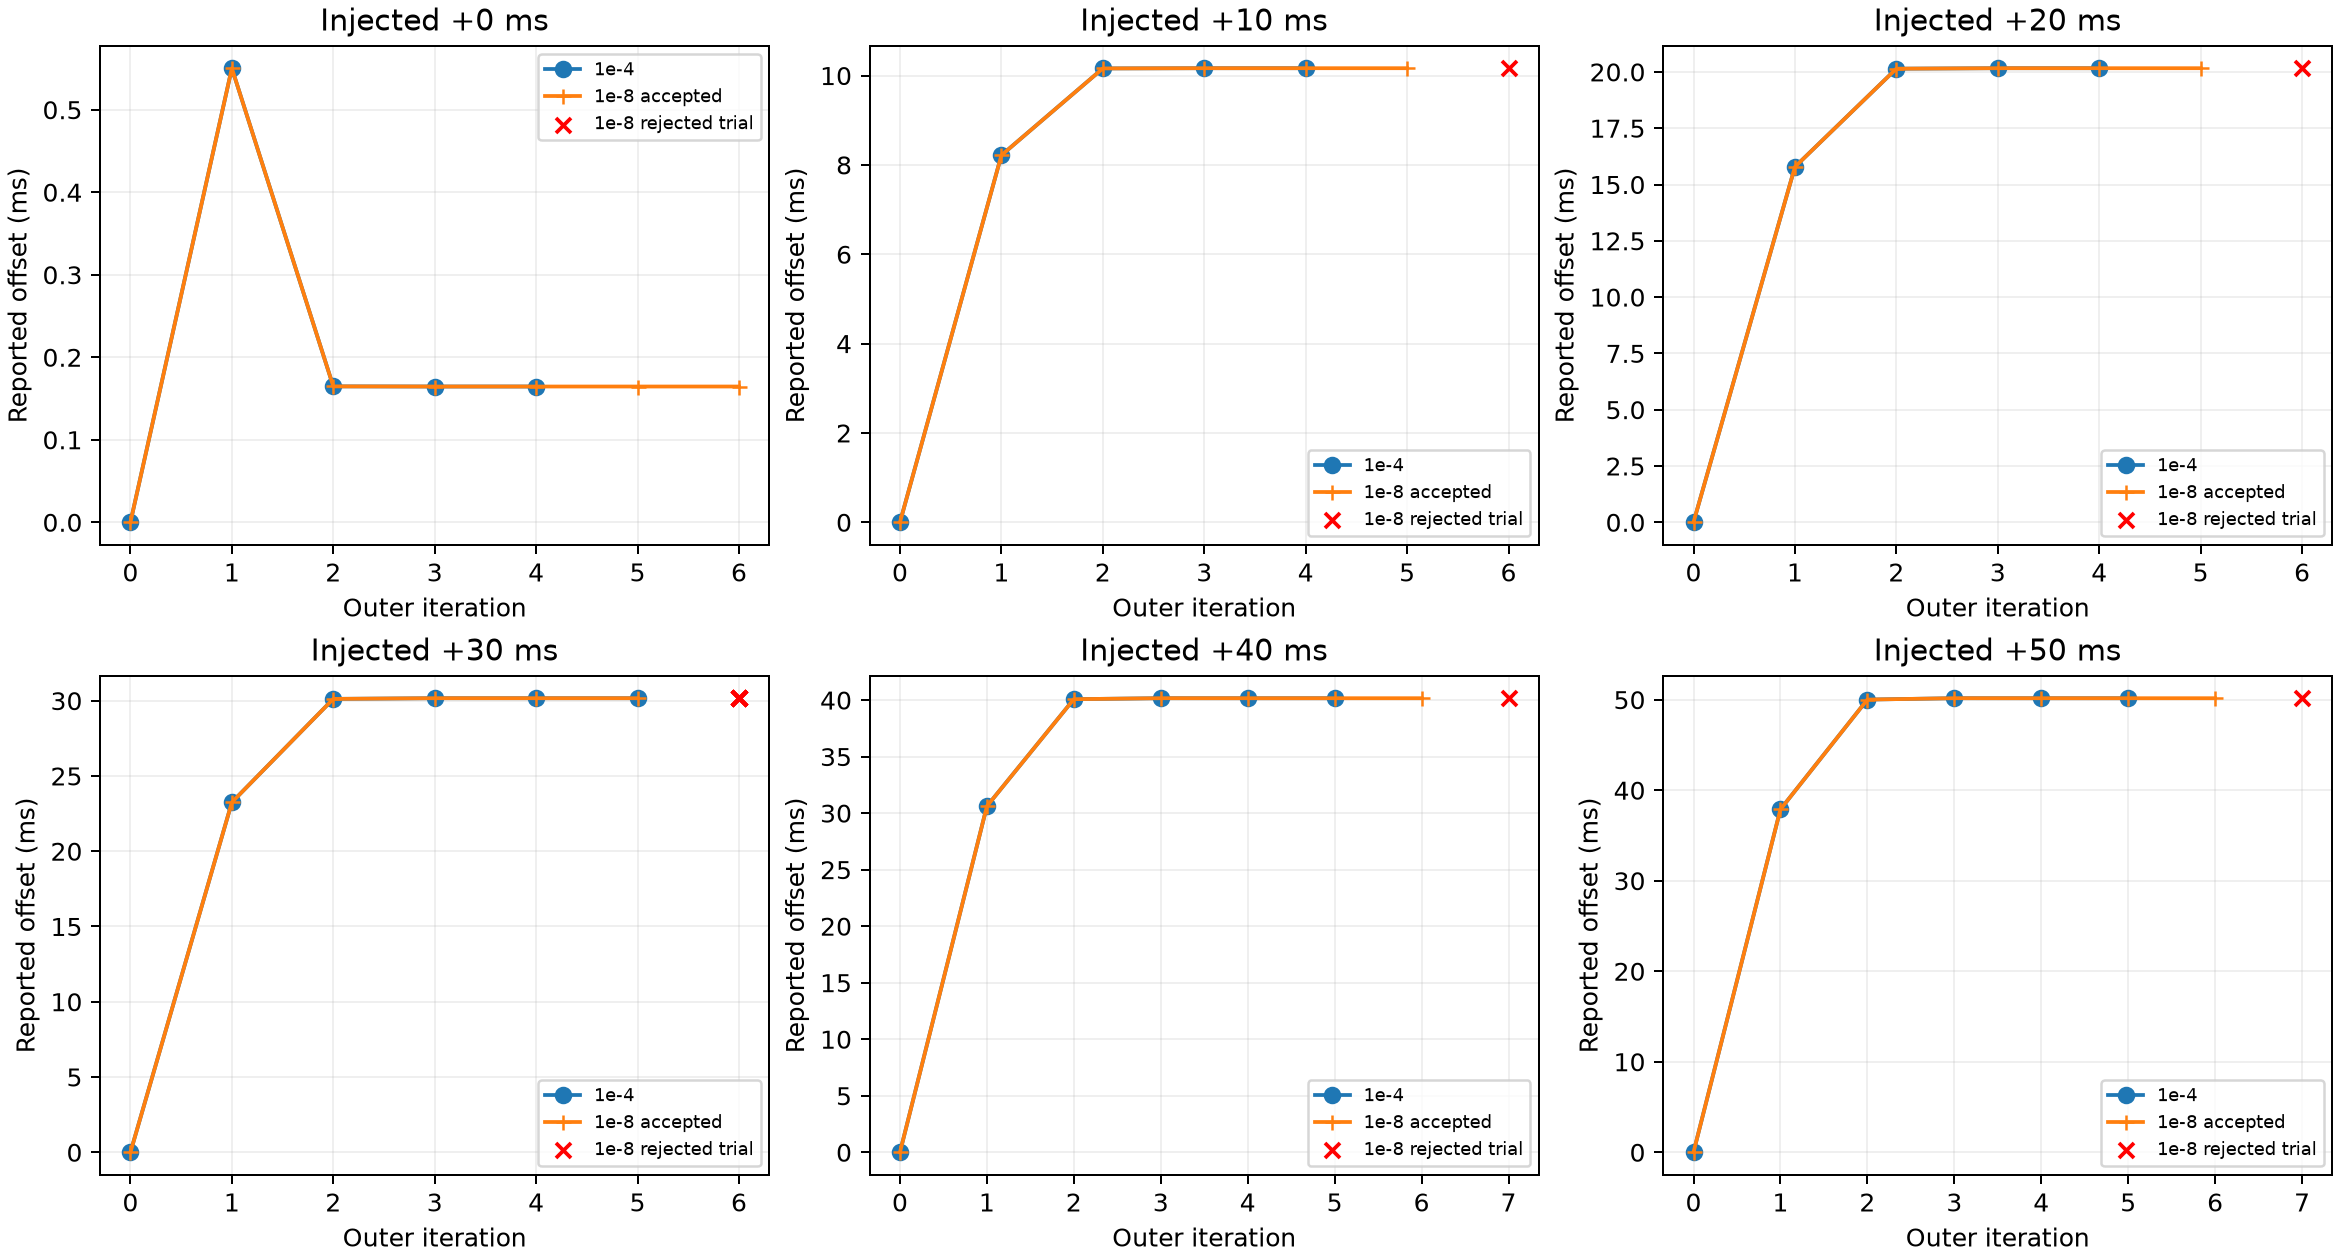 Injected +0 ms
Reported offset (ms)
0.5
0.4
0.3
0.2
0.1
0.0
1e-4
1e-8 accepted
1e-8 rejected trial
0 1 2 3 4 5 6
Outer iteration
Injected +10 ms
Reported offset (ms)
10
8
6
4
2
0
1e-4
1e-8 accepted
1e-8 rejected trial
0 1 2 3 4 5 6
Outer iteration
Injected +20 ms
Reported offset (ms)
20.0
17.5
15.0
12.5
10.0
7.5
5.0
2.5
0.0
1e-4
1e-8 accepted
1e-8 rejected trial
0 1 2 3 4 5 6
Outer iteration
Injected +30 ms
Reported offset (ms)
30
25
20
15
10
5
0
1e-4
1e-8 accepted
1e-8 rejected trial
0 1 2 3 4 5 6
Outer iteration
Injected +40 ms
Reported offset (ms)
40
35
30
25
20
15
10
5
0
1e-4
1e-8 accepted
1e-8 rejected trial
0 1 2 3 4 5 6 7
Outer iteration
Injected +50 ms
Reported offset (ms)
50
40
30
20
10
0
1e-4
1e-8 accepted
1e-8 rejected trial
0 1 2 3 4 5 6 7
Outer iteration